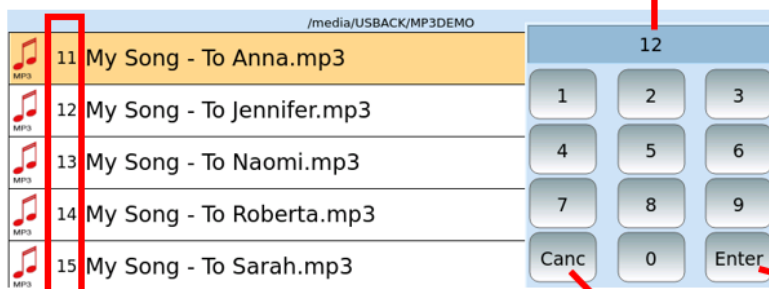 /media/USBACK/MP3DEMO
MP3 11 My Song - To Anna.mp3
MP3 12 My Song - To Jennifer.mp3
MP3 13 My Song - To Naomi.mp3
MP3 14 My Song - To Roberta.mp3
MP3 15 My Song - To Sarah.mp3
12
1 2 3
4 5 6
7 8 9
Canc 0 Enter